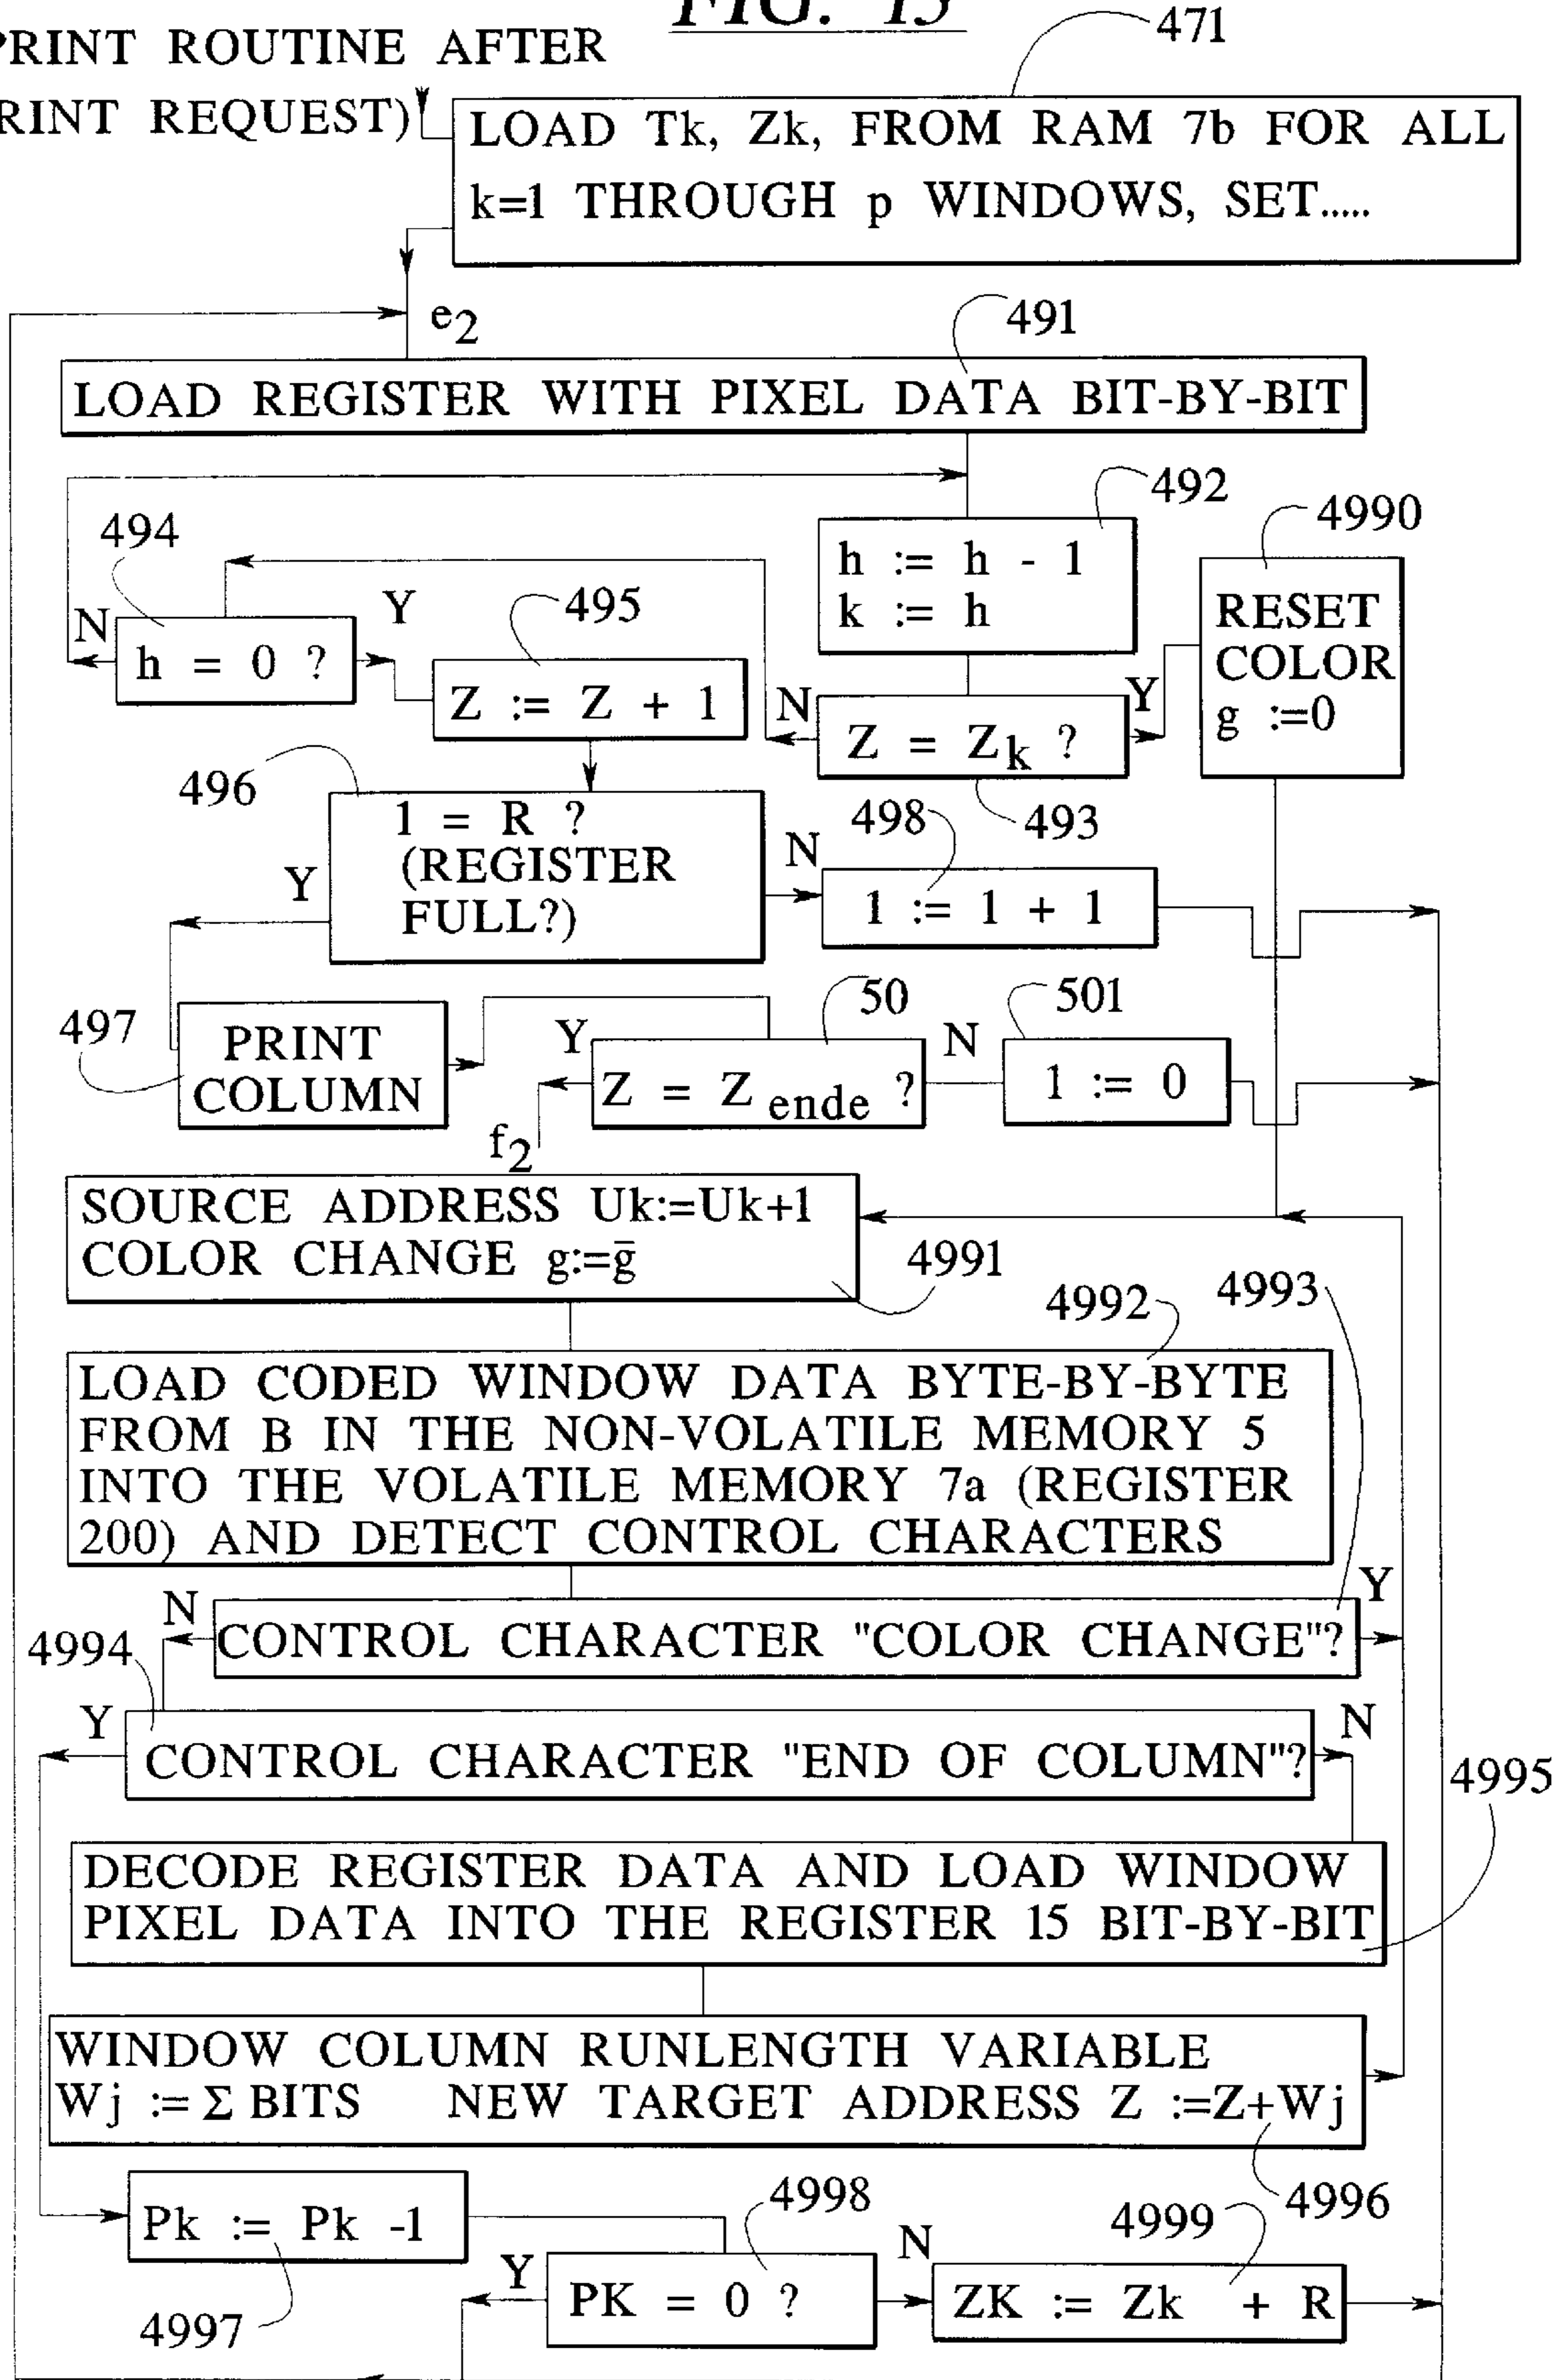 FIG. 15
PRINT ROUTINE AFTER
471
RINT REQUEST)
LOAD Tk, Zk, FROM RAM 7b FOR ALL
k=1 THROUGH p WINDOWS, SET.....
e2
491
LOAD REGISTER WITH PIXEL DATA BIT-BY-BIT
492
4990
494
h := h - 1
k := h
RESET
COLOR
g :=0
N
Y
495
h = 0 ?
Z := Z + 1
N
Y
Z = Zk ?
493
496
1 = R ?
(REGISTER
FULL?)
498
N
Y
1 := 1 + 1
497
PRINT
COLUMN
50
501
Y
N
Z = Z ende ?
1 := 0
f2
SOURCE ADDRESS Uk:=Uk+1
COLOR CHANGE g:=g̅
4991
4992
4993
LOAD CODED WINDOW DATA BYTE-BY-BYTE
FROM B IN THE NON-VOLATILE MEMORY 5
INTO THE VOLATILE MEMORY 7a (REGISTER
200) AND DETECT CONTROL CHARACTERS
N
Y
CONTROL CHARACTER "COLOR CHANGE"?
4994
Y
N
CONTROL CHARACTER "END OF COLUMN"?
4995
DECODE REGISTER DATA AND LOAD WINDOW
PIXEL DATA INTO THE REGISTER 15 BIT-BY-BIT
WINDOW COLUMN RUNLENGTH VARIABLE
Wj := Σ BITS NEW TARGET ADDRESS Z :=Z+Wj
4996
Pk := Pk -1
4998
4999
4997
Y
N
PK = 0 ?
ZK := Zk + R